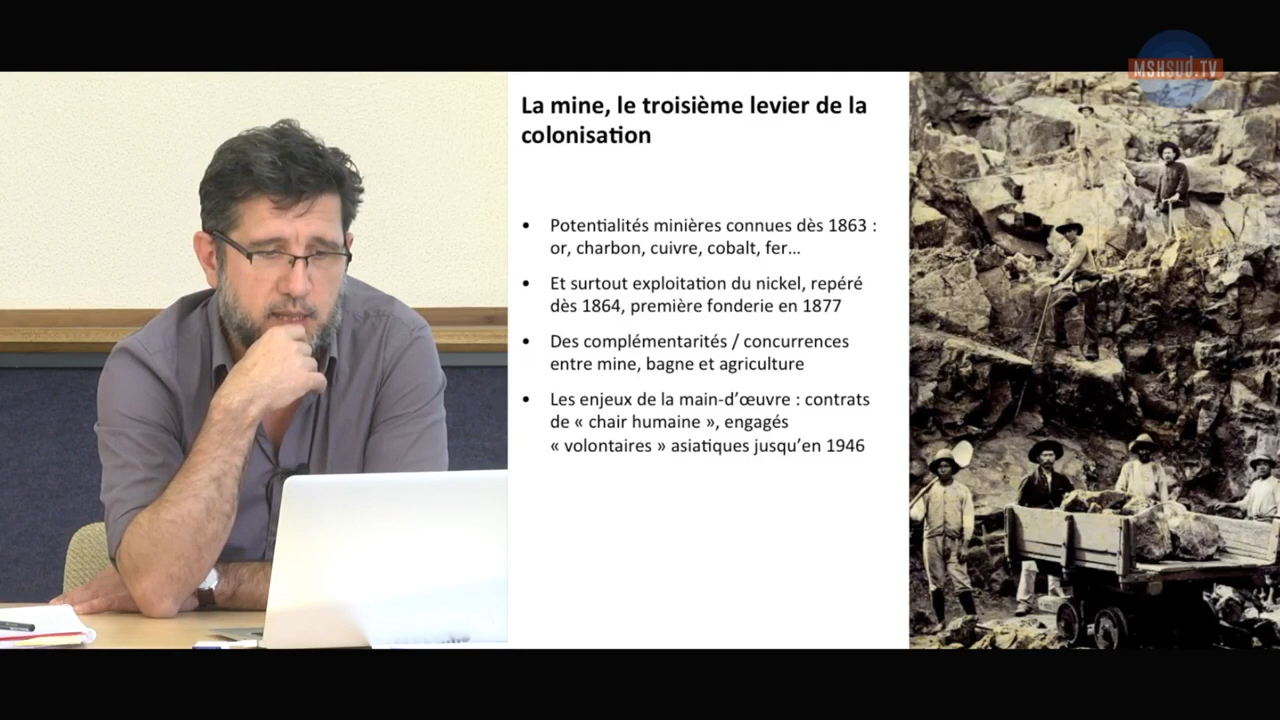 MSHSUD.TV
La mine, le troisième levier de la
colonisation
• Potentialités minières connues dès 1863 :
or, charbon, cuivre, cobalt, fer…
• Et surtout exploitation du nickel, repéré
dès 1864, première fonderie en 1877
• Des complémentarités / concurrences
entre mine, bagne et agriculture
• Les enjeux de la main-d’œuvre : contrats
de « chair humaine », engagés
« volontaires » asiatiques jusqu’en 1946